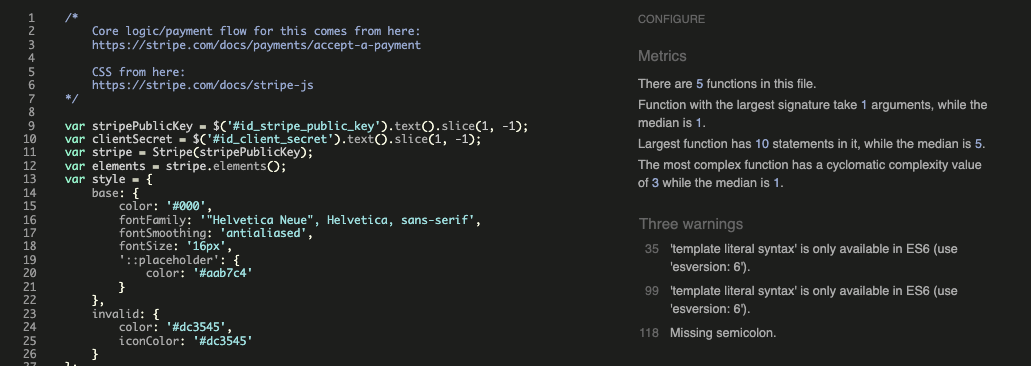 1 /*
2 Core logic/payment flow for this comes from here:
3 https://stripe.com/docs/payments/accept-a-payment
4
5 CSS from here:
6 https://stripe.com/docs/stripe-js
7 */
8
9 var stripePublicKey = $('#id_stripe_public_key').text().slice(1, -1);
10 var clientSecret = $('#id_client_secret').text().slice(1, -1);
11 var stripe = Stripe(stripePublicKey);
12 var elements = stripe.elements();
13 var style = {
14 base: {
15 color: '#000',
16 fontFamily: '"Helvetica Neue", Helvetica, sans-serif',
17 fontSmoothing: 'antialiased',
18 fontSize: '16px',
19 '::placeholder': {
20 color: '#aab7c4'
21 }
22 },
23 invalid: {
24 color: '#dc3545',
25 iconColor: '#dc3545'
26 }
27 };
CONFIGURE
Metrics
There are 5 functions in this file.
Function with the largest signature take 1 arguments, while the
median is 1.
Largest function has 10 statements in it, while the median is 5.
The most complex function has a cyclomatic complexity value
of 3 while the median is 1.
Three warnings
35 'template literal syntax' is only available in ES6 (use
'esversion: 6').
99 'template literal syntax' is only available in ES6 (use
'esversion: 6').
118 Missing semicolon.